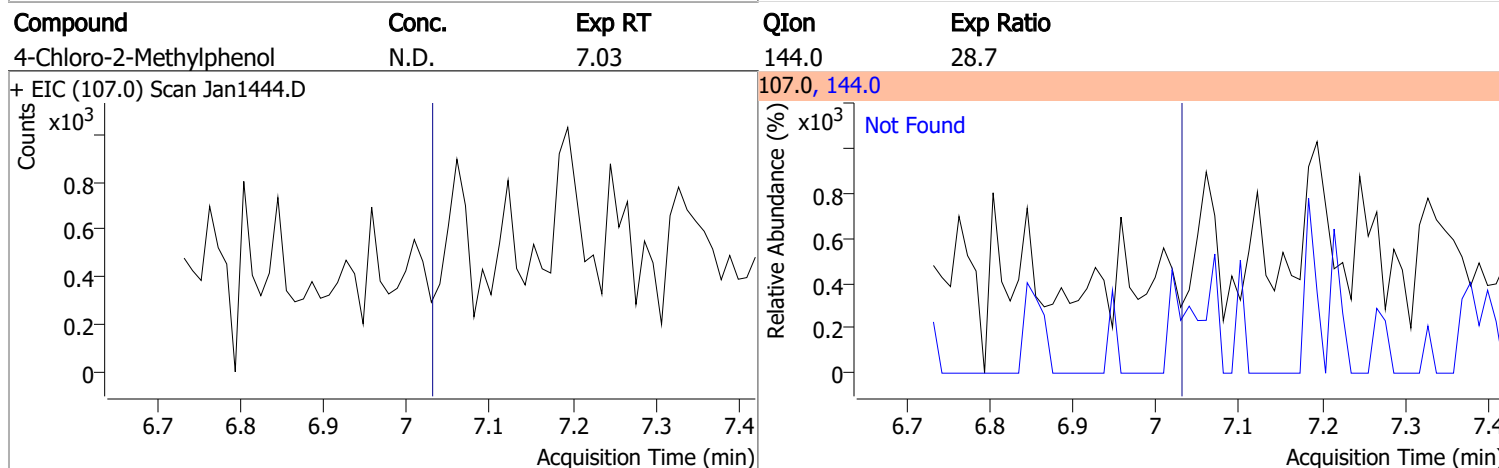 Compound Conc. Exp RT QIon Exp Ratio
4-Chloro-2-Methylphenol N.D. 7.03 144.0 28.7
+ EIC (107.0) Scan Jan1444.D
Counts
x10³
0.8
0.6
0.4
0.2
0
6.7 6.8 6.9 7 7.1 7.2 7.3 7.4
Acquisition Time (min)
107.0, 144.0
Relative Abundance (%)
x10³
Not Found
0.8
0.6
0.4
0.2
0
6.7 6.8 6.9 7 7.1 7.2 7.3 7.4
Acquisition Time (min)